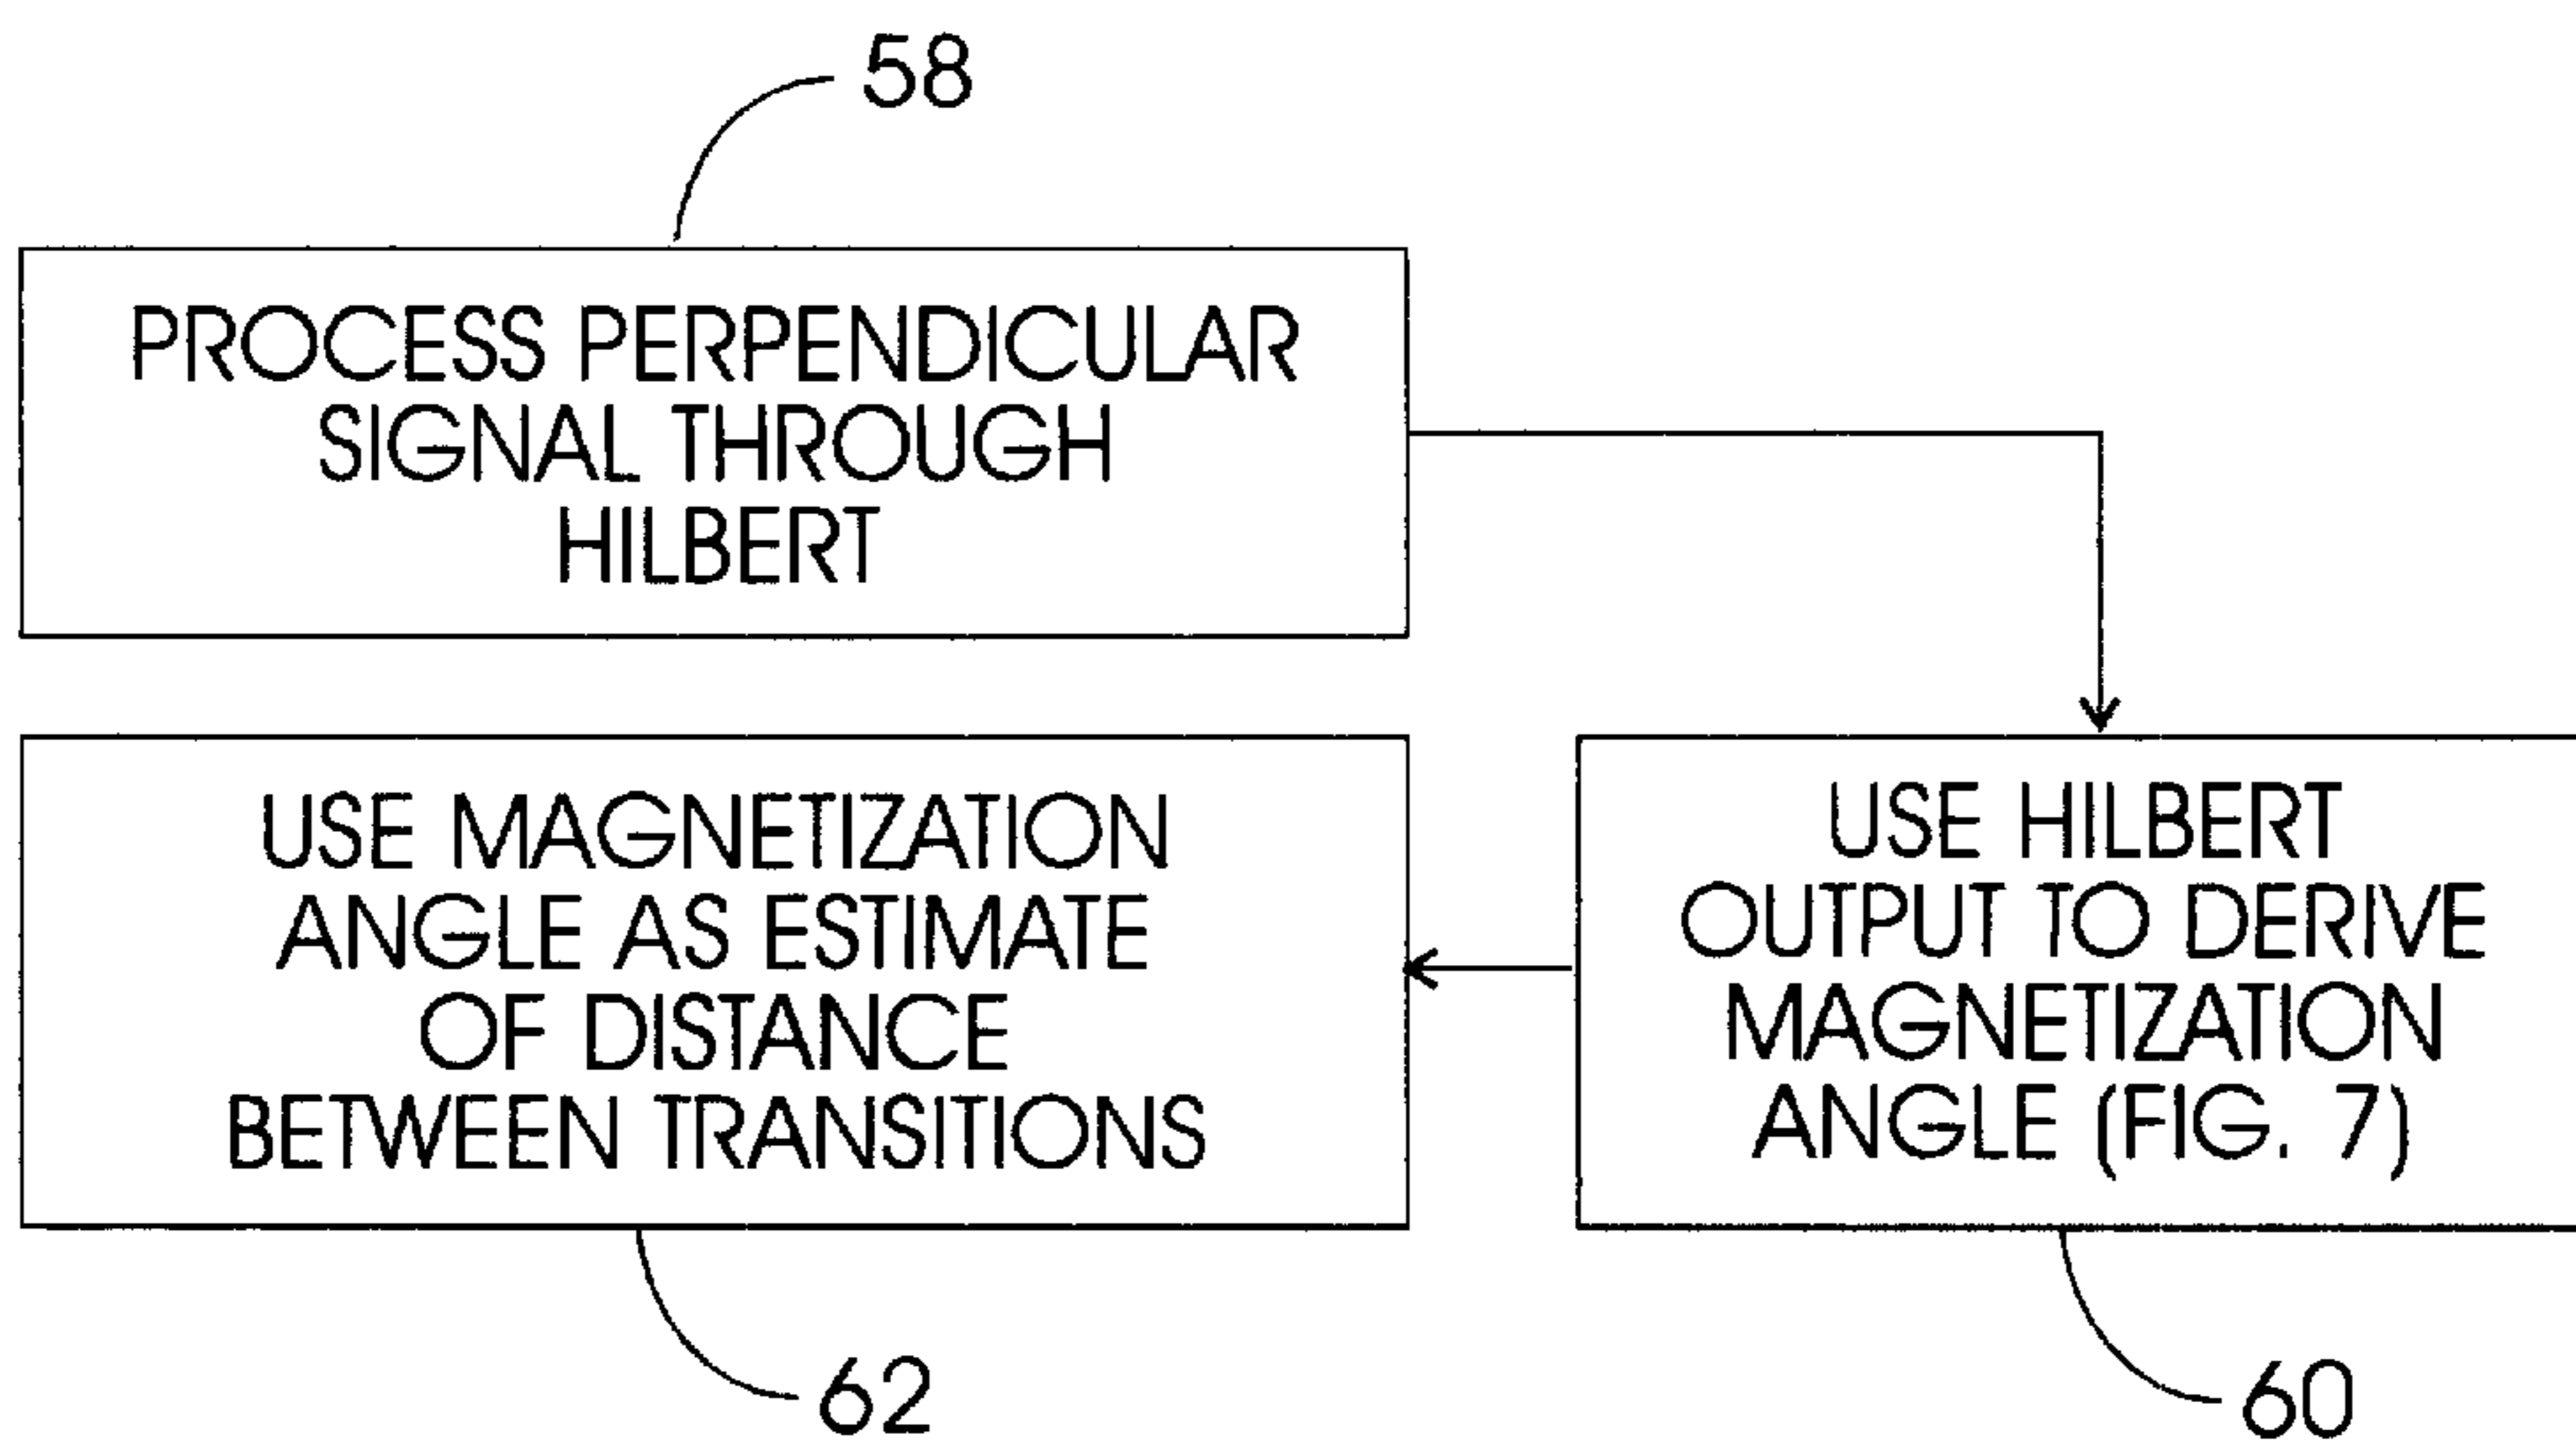 58
PROCESS PERPENDICULAR
SIGNAL THROUGH
HILBERT
USE HILBERT
OUTPUT TO DERIVE
MAGNETIZATION
ANGLE (FIG. 7)
60
USE MAGNETIZATION
ANGLE AS ESTIMATE
OF DISTANCE
BETWEEN TRANSITIONS
62